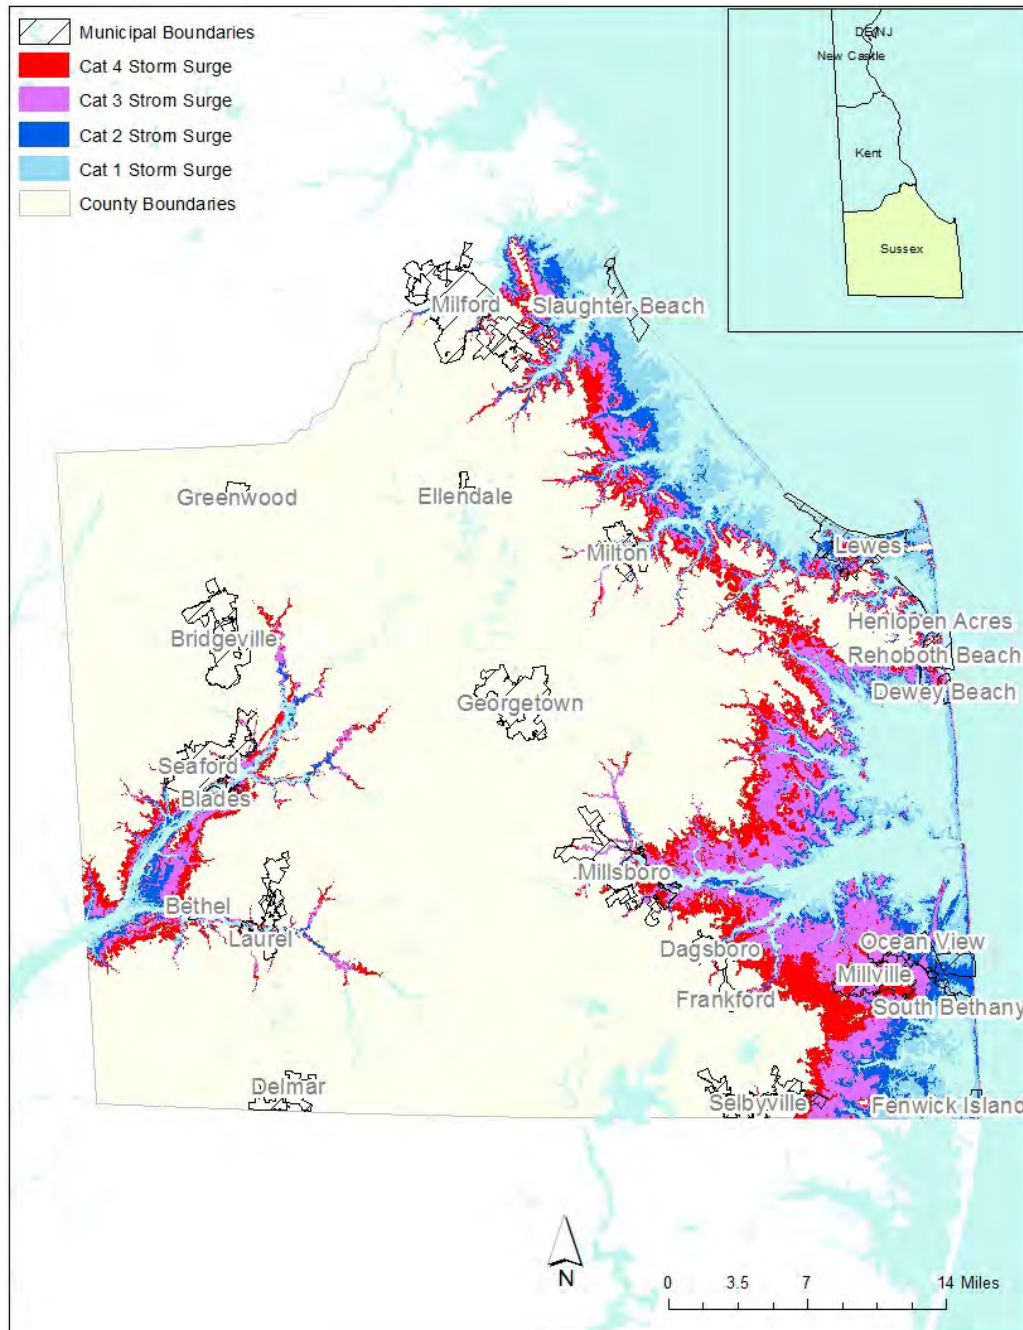 Municipal Boundaries
Cat 4 Storm Surge
Cat 3 Strom Surge
Cat 2 Strom Surge
Cat 1 Storm Surge
County Boundaries
DE/NJ
New Castle
Kent
Sussex
Milford
Slaughter Beach
Greenwood
Ellendale
Milton
Lewes
Bridgeville
Henlopen Acres
Rehoboth Beach
Dewey Beach
Georgetown
Seaford
Blades
Millsboro
Bethel
Laurel
Dagsboro
Ocean View
Millville
Frankford
South Bethany
Delmar
Selbyville
Fenwick Island
N
0 3.5 7 14 Miles